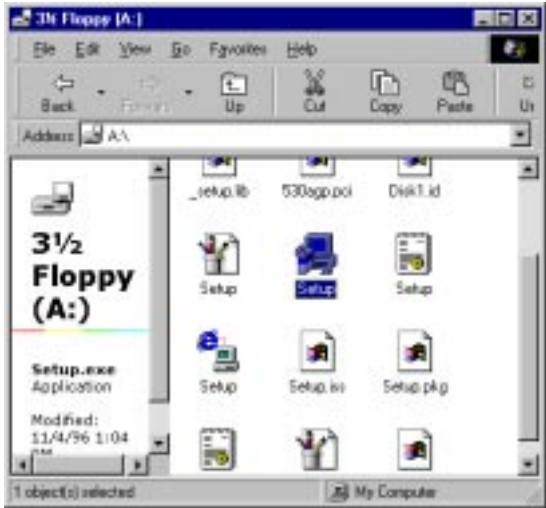 3½ Floppy (A:)
File Edit View Go Favorites Help
Back Forward Up Cut Copy Paste
Address A:\
_setup.lib 530agp.pci Disk1.id
3½
Floppy
(A:)
Setup Setup Setup
Setup.exe
Application
Setup Setup.iss Setup.pkg
Modified:
11/4/96 1:04
1 object(s) selected My Computer